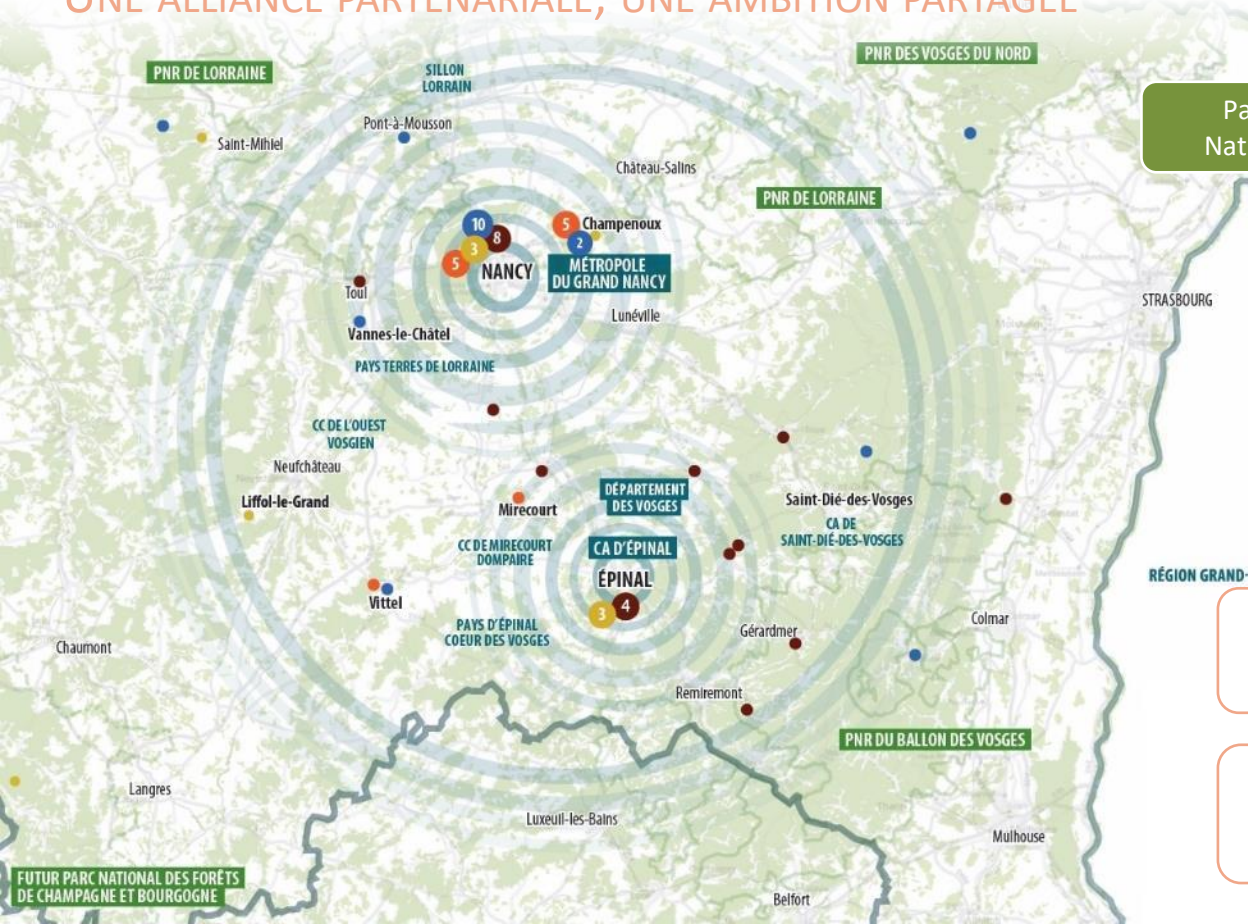 UNE ALLIANCE PARTENARIALE, UNE AMBITION PARTAGÉE
PNR DES VOSGES DU NORD
PNR DE LORRAINE
SILLON
LORRAIN
Pont-à-Mousson
Saint-Mihiel
Château-Salins
PNR DE LORRAINE
10
8
3
5
NANCY
5
Champenoux
2
MÉTROPOLE
DU GRAND NANCY
Toul
Lunéville
STRASBOURG
Vannes-le-Châtel
PAYS TERRES DE LORRAINE
CC DE L'OUEST
VOSGIEN
Neufchâteau
Liffol-le-Grand
Mirecourt
DÉPARTEMENT
DES VOSGES
Saint-Dié-des-Vosges
CA DE
SAINT-DIÉ-DES-VOSGES
CC DE MIRECOURT
DOMPAIRE
CA D'ÉPINAL
ÉPINAL
3
4
RÉGION GRAND-
Vittel
PAYS D'ÉPINAL
COEUR DES VOSGES
Gérardmer
Colmar
Chaumont
Remiremont
PNR DU BALLON DES VOSGES
Langres
Luxeuil-les-Bains
Mulhouse
FUTUR PARC NATIONAL DES FORÊTS
DE CHAMPAGNE ET BOURGOGNE
Belfort